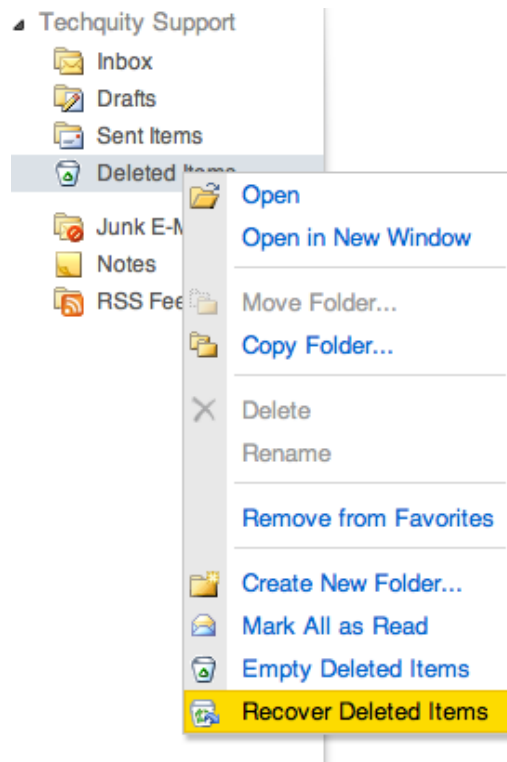 Techquity Support
Inbox
Drafts
Sent Items
Deleted Items
Junk E-M
Notes
RSS Fee
Open
Open in New Window
Move Folder...
Copy Folder...
Delete
Rename
Remove from Favorites
Create New Folder...
Mark All as Read
Empty Deleted Items
Recover Deleted Items